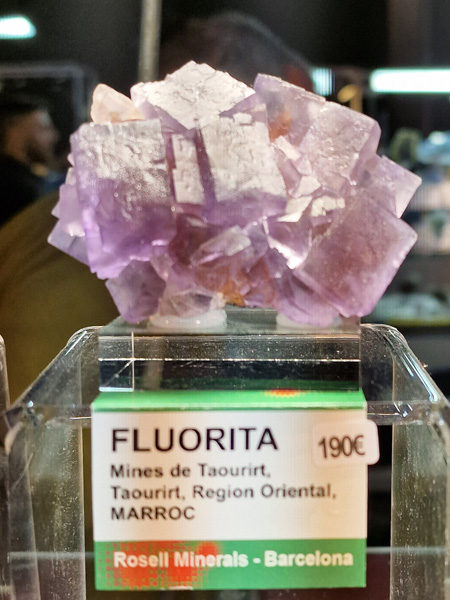 FLUORITA
190€
Mines de Taourirt,
Taourirt, Region Oriental,
MARROC
Rosell Minerals - Barcelona